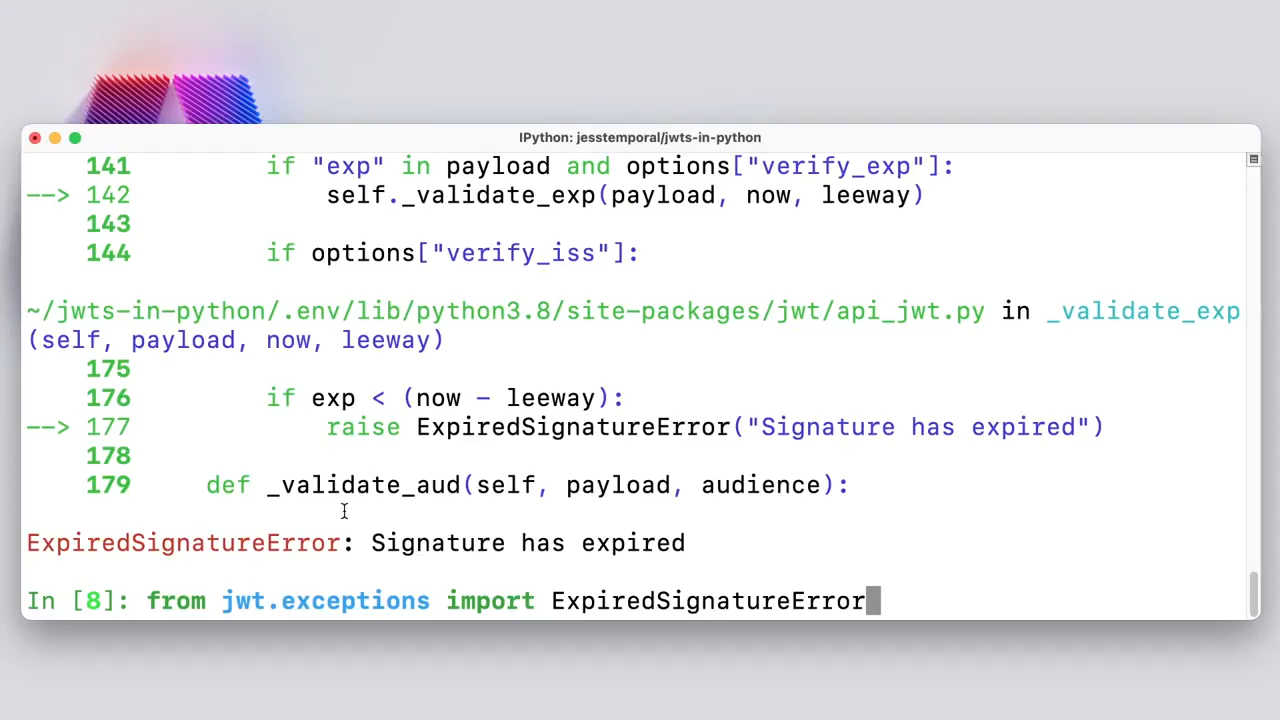 IPython: jesstemporal/jwts-in-python
141         if "exp" in payload and options["verify_exp"]:
--> 142             self._validate_exp(payload, now, leeway)
143
144         if options["verify_iss"]:
~/jwts-in-python/.env/lib/python3.8/site-packages/jwt/api_jwt.py in _validate_exp
(self, payload, now, leeway)
175
176         if exp < (now - leeway):
--> 177             raise ExpiredSignatureError("Signature has expired")
178
179     def _validate_aud(self, payload, audience):
ExpiredSignatureError: Signature has expired
In [8]: from jwt.exceptions import ExpiredSignatureError